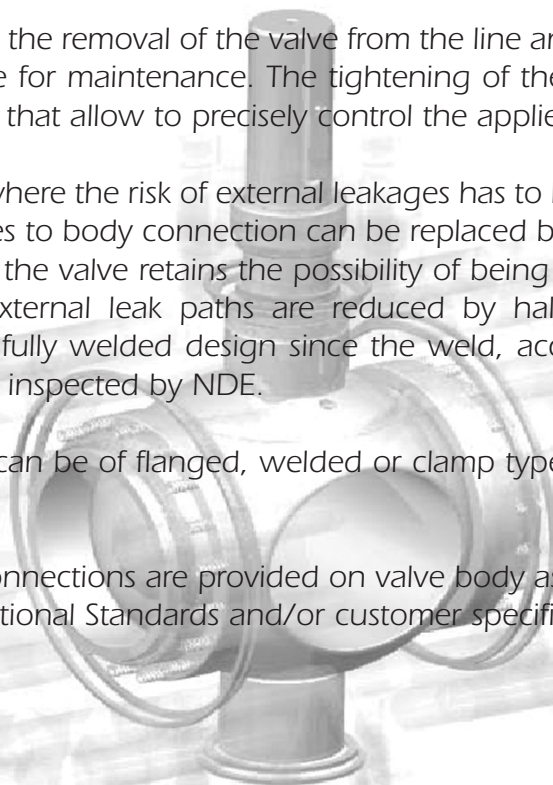 the removal of the valve from the line an
e for maintenance. The tightening of the
that allow to precisely control the applie
where the risk of external leakages has to
es to body connection can be replaced b
the valve retains the possibility of being
xternal leak paths are reduced by hal
fully welded design since the weld, acc
inspected by NDE.
can be of flanged, welded or clamp type
onnections are provided on valve body as
tional Standards and/or customer specifi